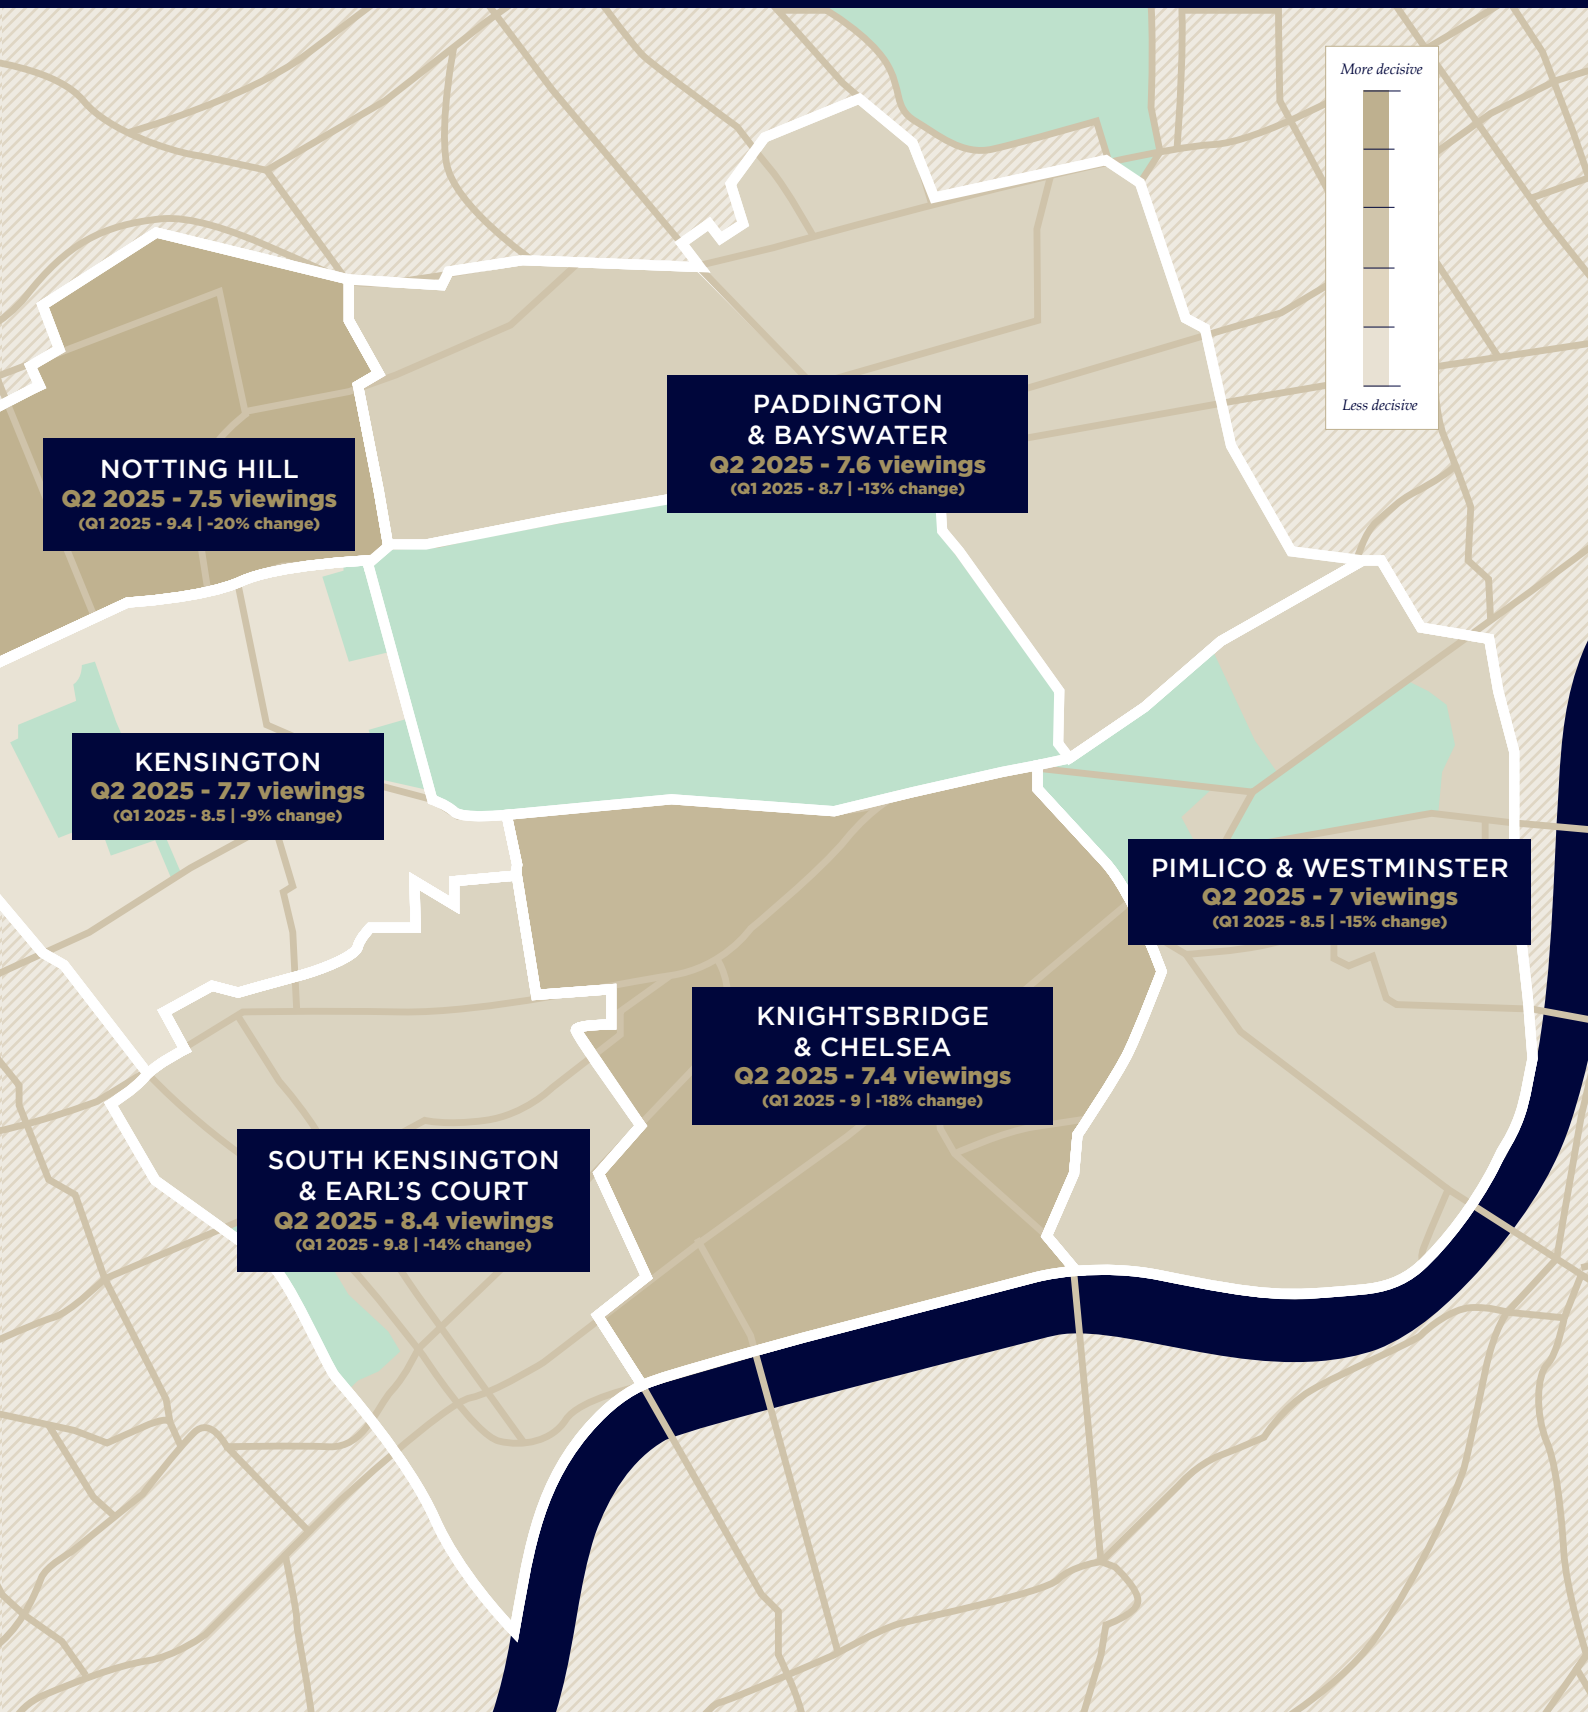 More decisive
Less decisive
PADDINGTON
& BAYSWATER
Q2 2025 - 7.6 viewings
(Q1 2025 - 8.7 | -13% change)
NOTTING HILL
Q2 2025 - 7.5 viewings
(Q1 2025 - 9.4 | -20% change)
KENSINGTON
Q2 2025 - 7.7 viewings
(Q1 2025 - 8.5 | -9% change)
PIMLICO & WESTMINSTER
Q2 2025 - 7 viewings
(Q1 2025 - 8.5 | -15% change)
KNIGHTSBRIDGE
& CHELSEA
Q2 2025 - 7.4 viewings
(Q1 2025 - 9 | -18% change)
SOUTH KENSINGTON
& EARL’S COURT
Q2 2025 - 8.4 viewings
(Q1 2025 - 9.8 | -14% change)